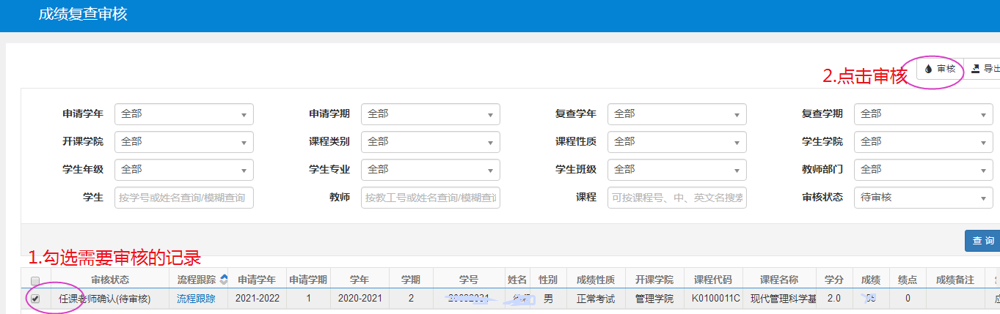 成绩复查审核
2.点击审核 审核 导出
申请学年 全部 申请学期 全部 复查学年 全部 复查学期 全部
开课学院 全部 课程类别 全部 课程性质 全部 学生学院 全部
学生年级 全部 学生专业 全部 学生班级 全部 教师部门 全部
学生 按学号或姓名查询/模糊查询 教师 按教工号或姓名查询/模糊查询 课程 可按课程号、中、英文名搜索 审核状态 待审核
查 询
1.勾选需要审核的记录
审核状态 流程跟踪 申请学年 申请学期 学年 学期 学号 姓名 性别 成绩性质 开课学院 课程代码 课程名称 学分 成绩 绩点 成绩备注
任课老师确认(待审核) 流程跟踪 2021-2022 1 2020-2021 2 男 正常考试 管理学院 K0100011C 现代管理科学基 2.0 0